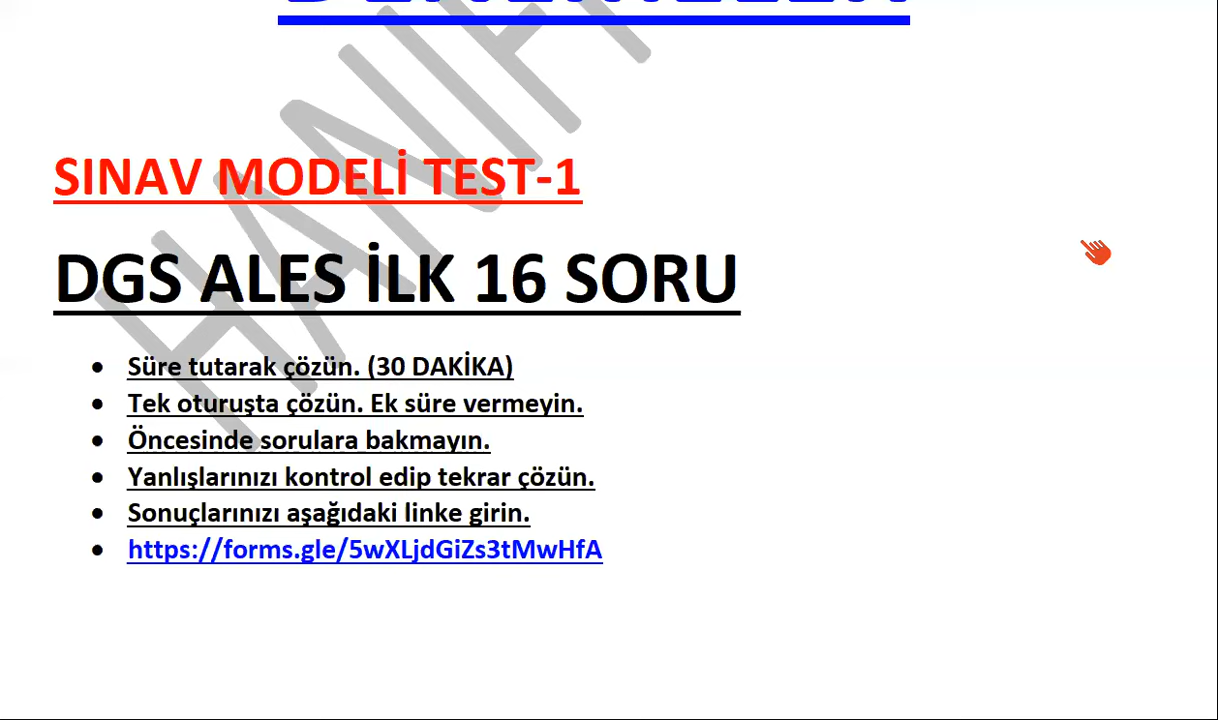 SINAV MODELİ TEST-1
DGS ALES İLK 16 SORU
• Süre tutarak çözün. (30 DAKİKA)
• Tek oturuşta çözün. Ek süre vermeyin.
• Öncesinde sorulara bakmayın.
• Yanlışlarınızı kontrol edip tekrar çözün.
• Sonuçlarınızı aşağıdaki linke girin.
• https://forms.gle/5wXLjdGiZs3tMwHfA